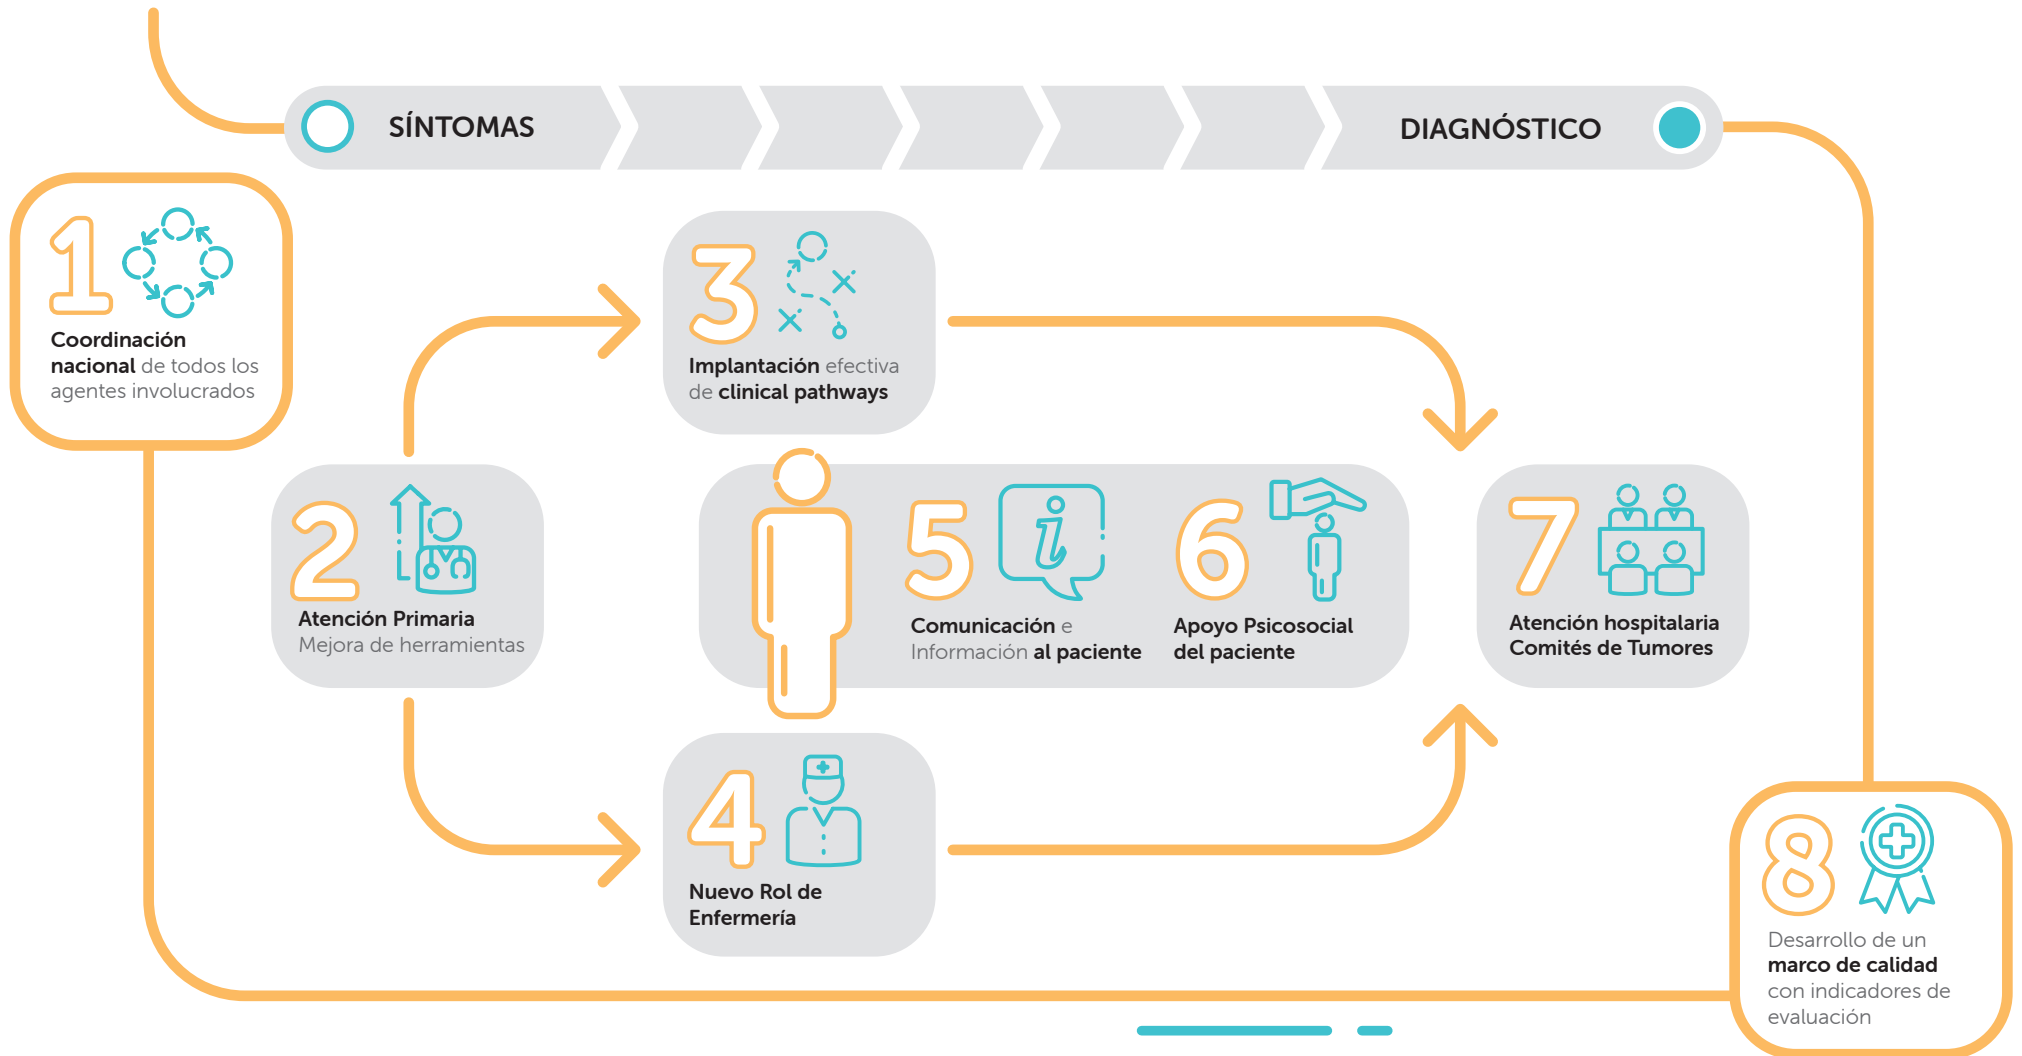 SÍNTOMAS
DIAGNÓSTICO
1
Coordinación
nacional de todos los
agentes involucrados
2
Atención Primaria
Mejora de herramientas
3
Implantación efectiva
de clinical pathways
4
Nuevo Rol de
Enfermería
5
Comunicación e
Información al paciente
6
Apoyo Psicosocial
del paciente
7
Atención hospitalaria
Comités de Tumores
8
Desarrollo de un
marco de calidad
con indicadores de
evaluación